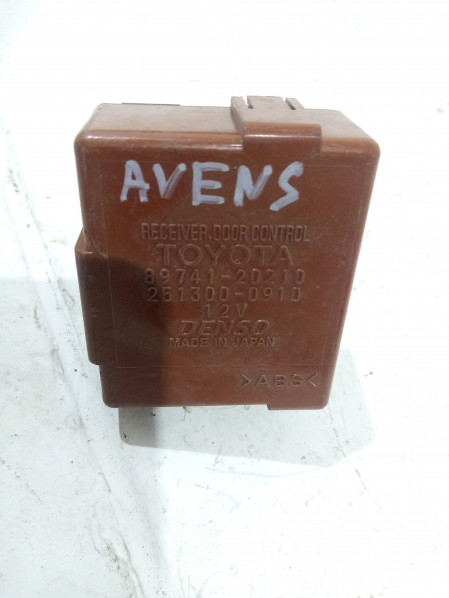 AVENS
RECEIVER, DOOR CONTROL
TOYOTA
89741-20210
251300-0910
12V
DENSO
MADE IN JAPAN
>ABS<